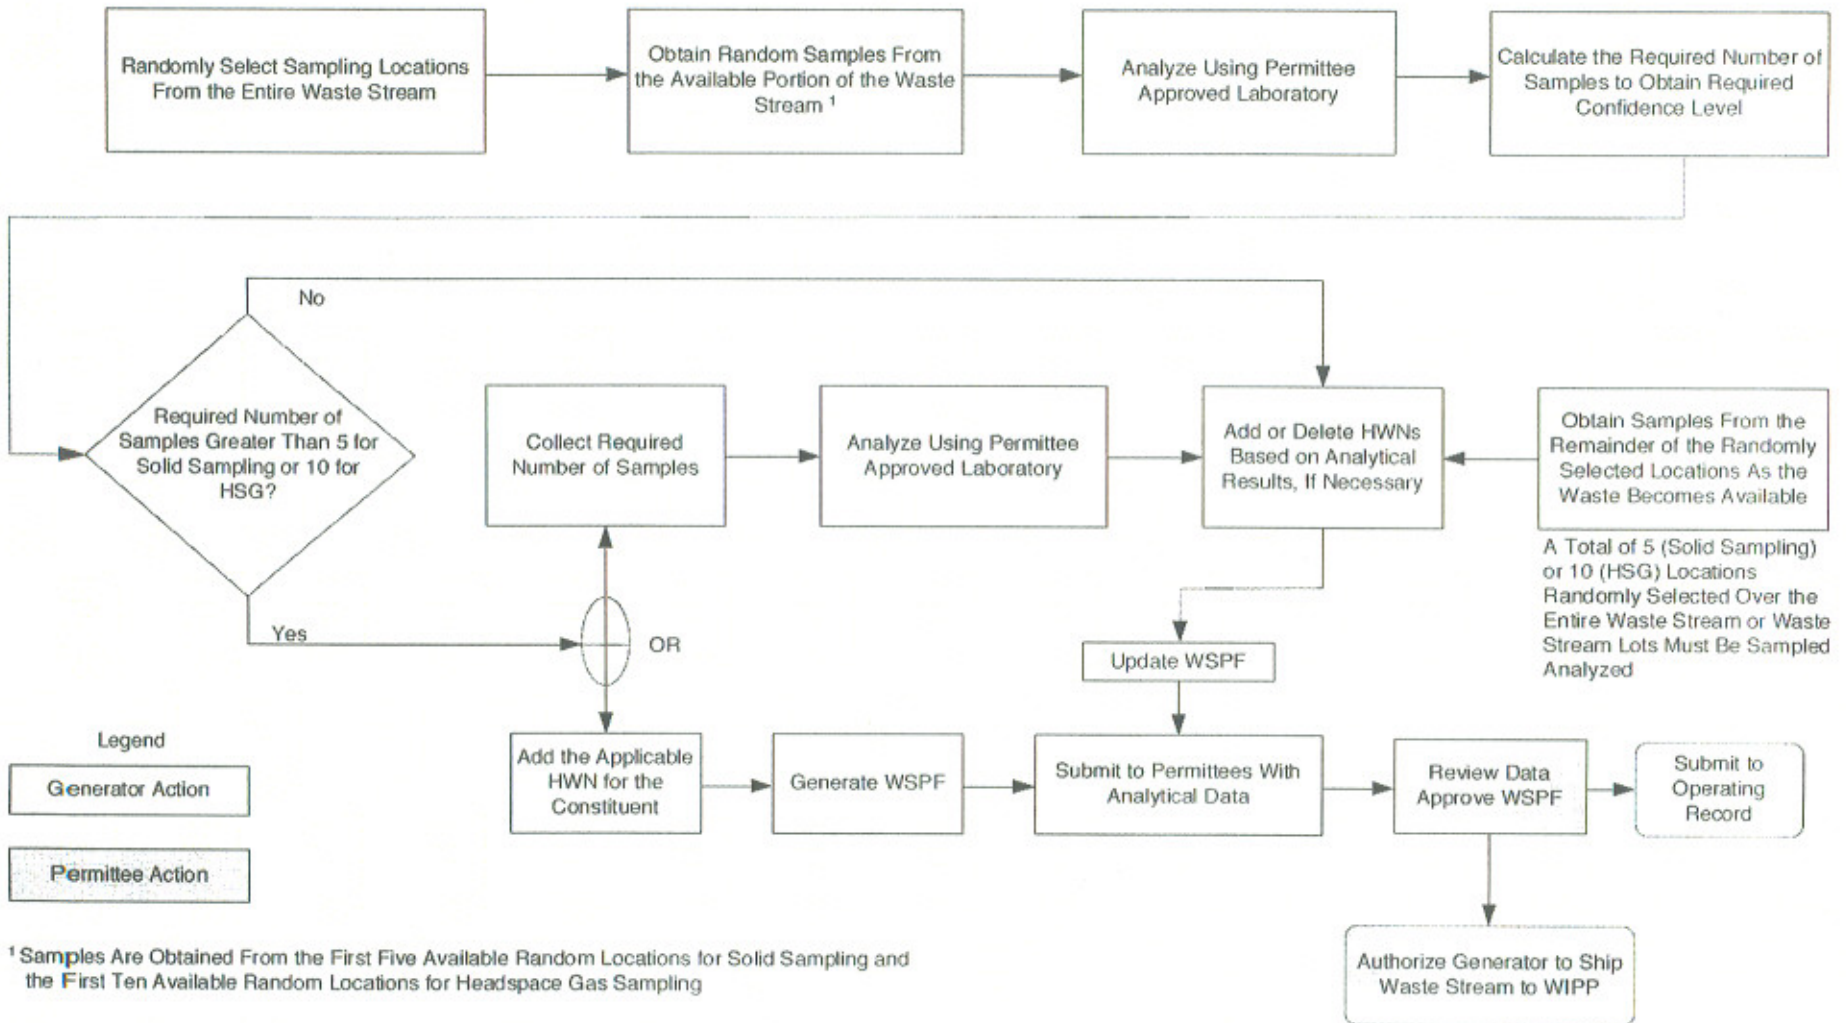 Randomly Select Sampling Locations
From the Entire Waste Stream
Obtain Random Samples From
the Available Portion of the Waste
Stream 1
Analyze Using Permittee
Approved Laboratory
Calculate the Required Number of
Samples to Obtain Required
Confidence Level
No
Required Number of
Samples Greater Than 5 for
Solid Sampling or 10 for
HSG?
Collect Required
Number of Samples
Analyze Using Permittee
Approved Laboratory
Add or Delete HWNs
Based on Analytical
Results, If Necessary
Obtain Samples From the
Remainder of the Randomly
Selected Locations As the
Waste Becomes Available
A Total of 5 (Solid Sampling)
or 10 (HSG) Locations
Randomly Selected Over the
Entire Waste Stream or Waste
Stream Lots Must Be Sampled
Analyzed
Yes
OR
Update WSPF
Legend
Generator Action
Permittee Action
Add the Applicable
HWN for the
Constituent
Generate WSPF
Submit to Permittees With
Analytical Data
Review Data
Approve WSPF
Submit to
Operating
Record
Authorize Generator to Ship
Waste Stream to WIPP
1 Samples Are Obtained From the First Five Available Random Locations for Solid Sampling and
the First Ten Available Random Locations for Headspace Gas Sampling